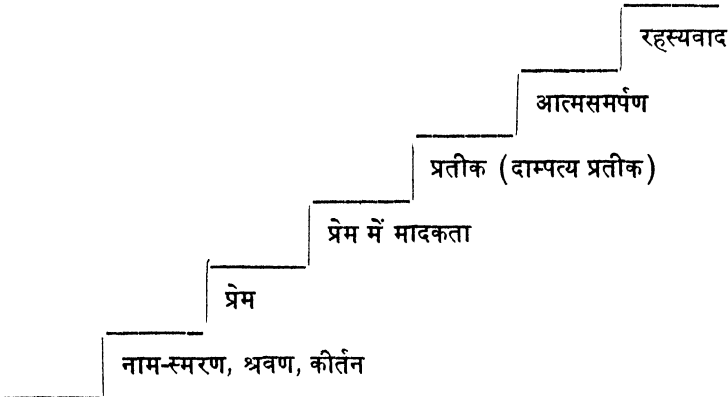 रहस्यवाद
आत्मसमर्पण
प्रतीक (दाम्पत्य प्रतीक)
प्रेम में मादकता
प्रेम
नाम-स्मरण, श्रवण, कीर्तन